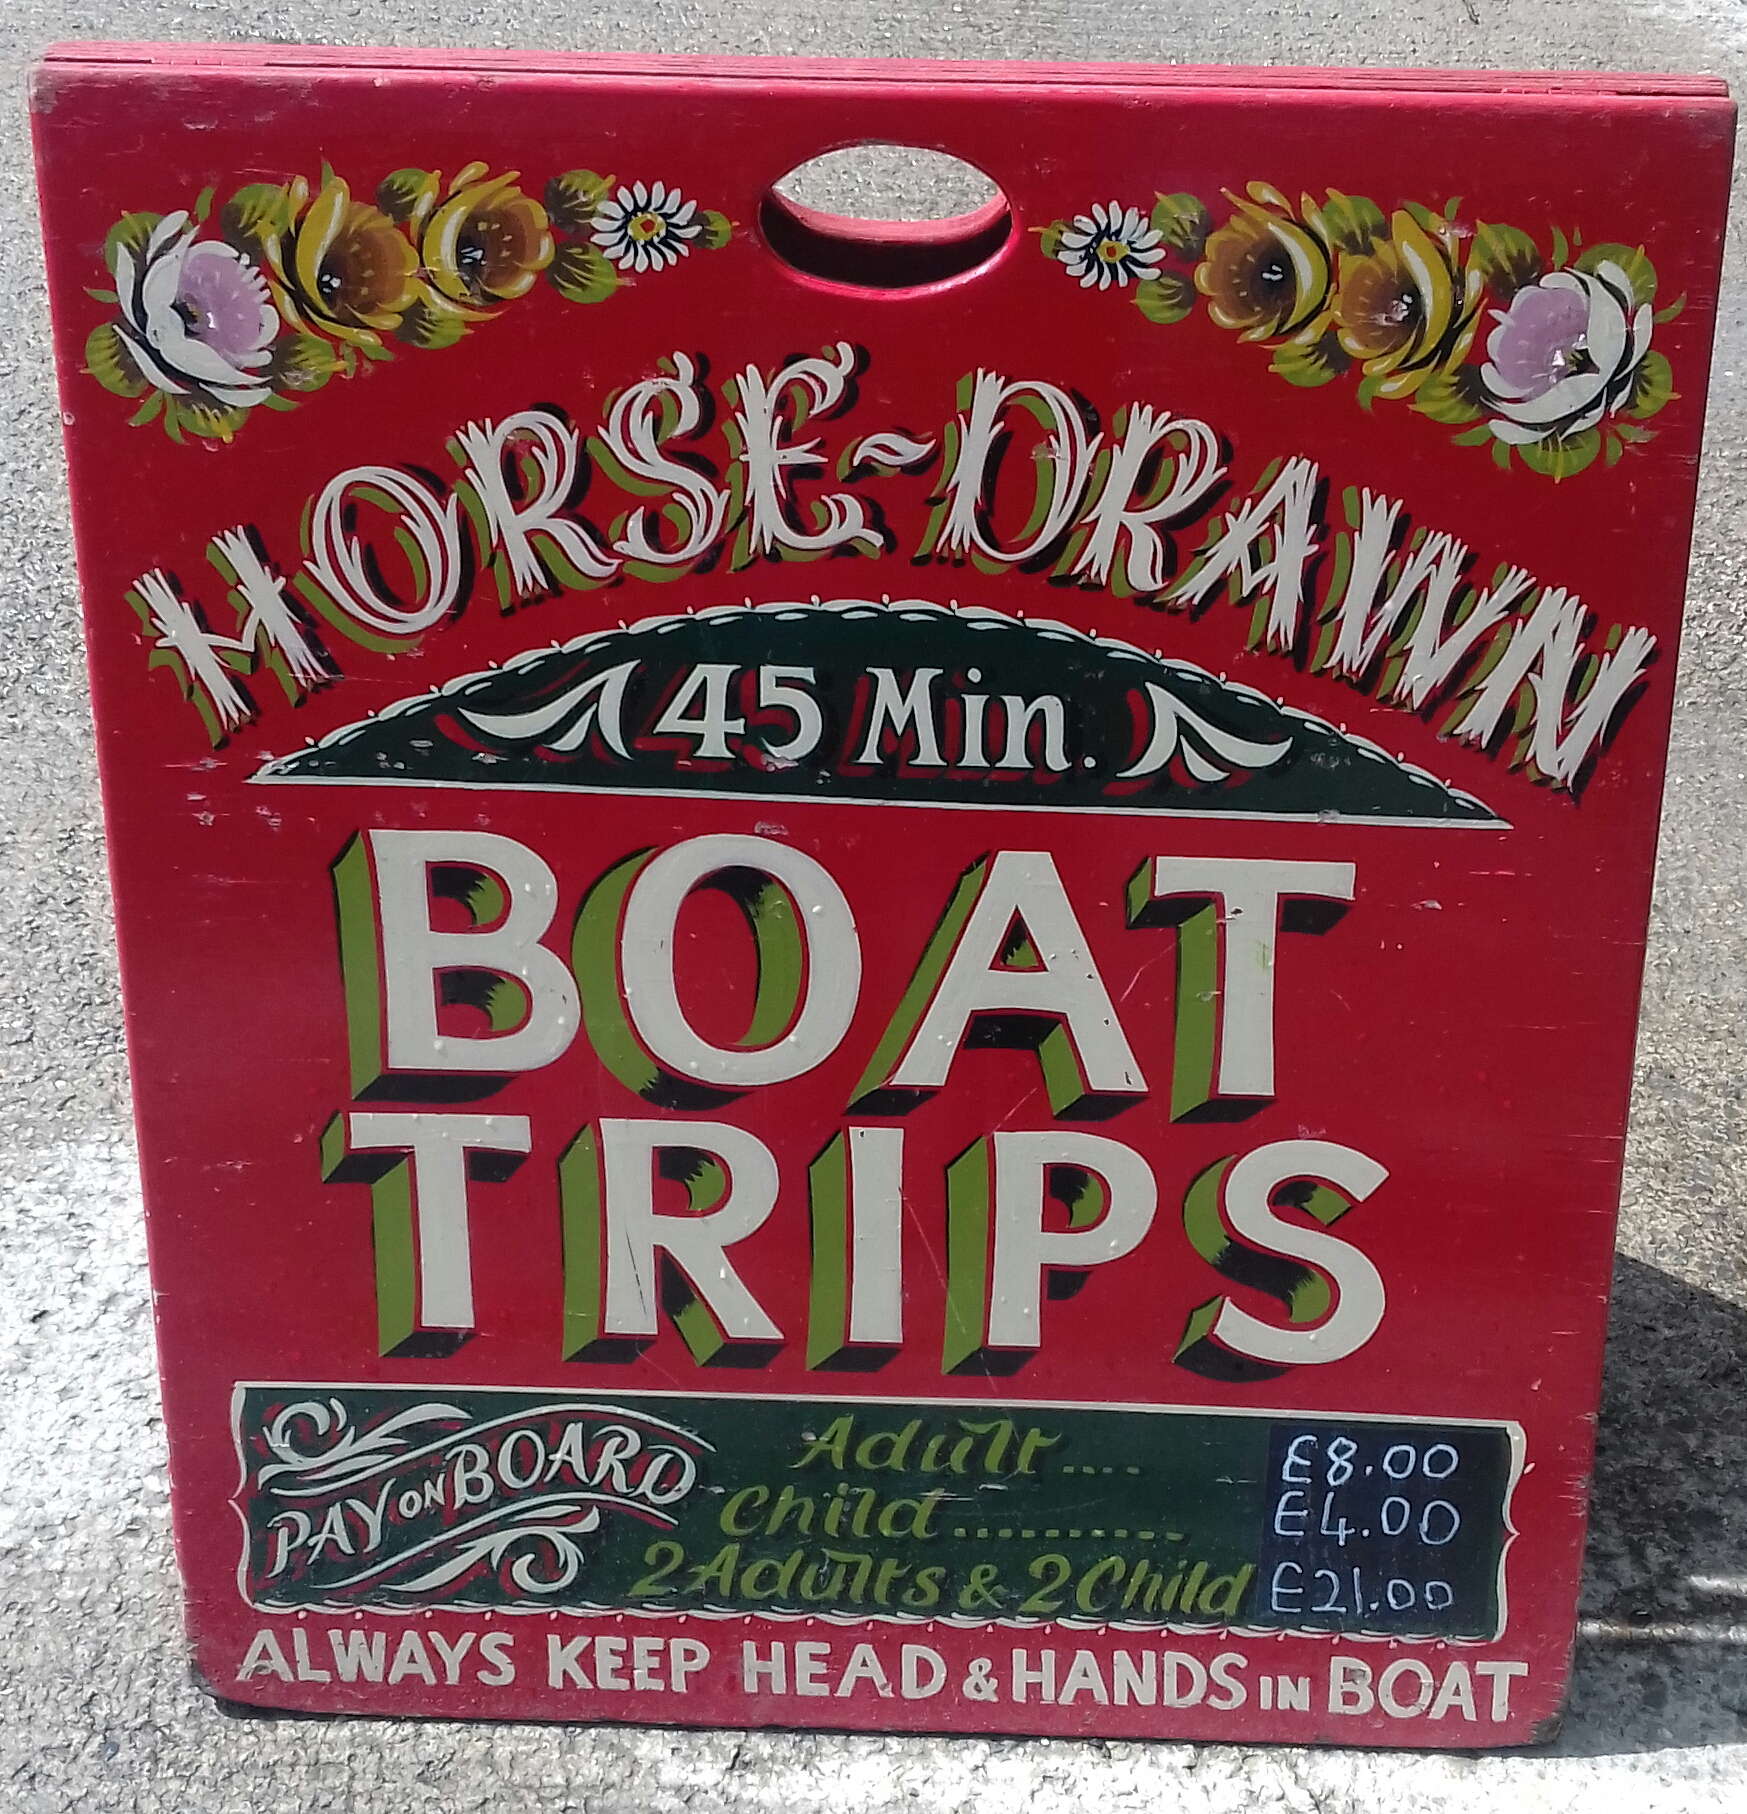 HORSE-DRAWN
45 Min.
BOAT
TRIPS
PAY ON BOARD
Adult .... £8.00
Child .......... £4.00
2 Adults & 2 Child £21.00
ALWAYS KEEP HEAD & HANDS IN BOAT